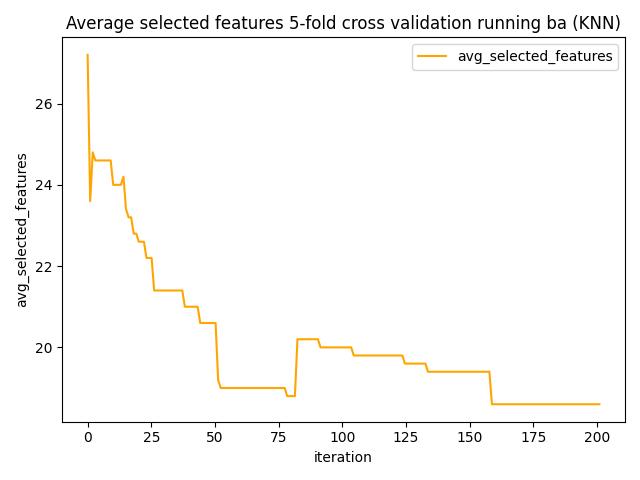 Average selected features 5-fold cross validation running ba (KNN)
avg_selected_features
26
24
22
20
avg_selected_features
0 25 50 75 100 125 150 175 200
iteration